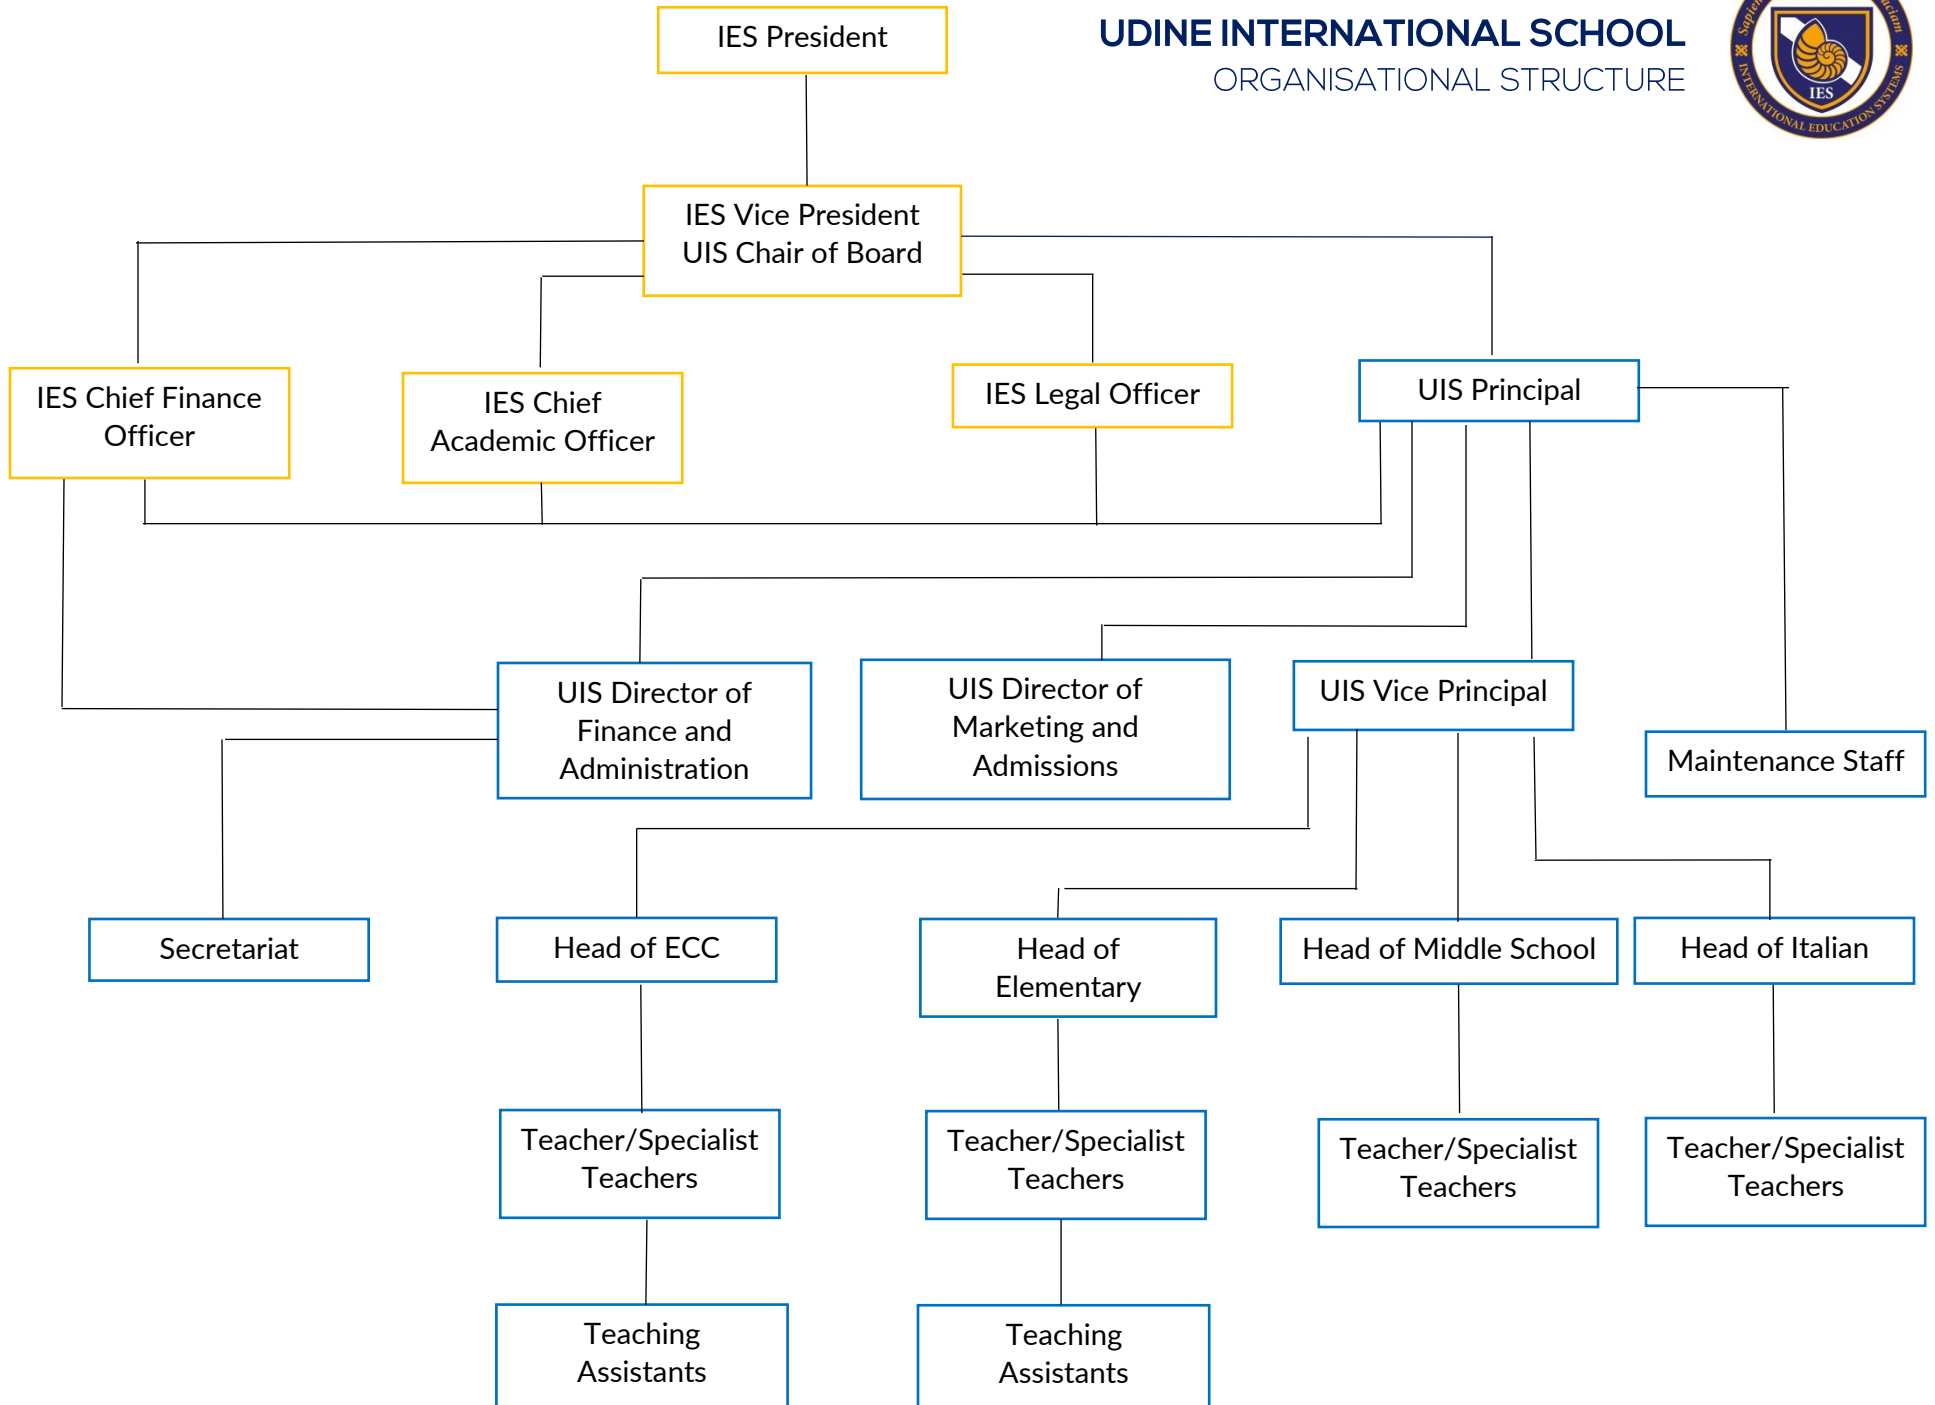 IES President
UDINE INTERNATIONAL SCHOOL
ORGANISATIONAL STRUCTURE
IES
INTERNATIONAL EDUCATION SYSTEMS
IES Vice President
UIS Chair of Board
IES Chief Finance
Officer
IES Chief
Academic Officer
IES Legal Officer
UIS Principal
UIS Director of
Finance and
Administration
UIS Director of
Marketing and
Admissions
UIS Vice Principal
Maintenance Staff
Secretariat
Head of ECC
Head of
Elementary
Head of Middle School
Head of Italian
Teacher/Specialist
Teachers
Teacher/Specialist
Teachers
Teacher/Specialist
Teachers
Teacher/Specialist
Teachers
Teaching
Assistants
Teaching
Assistants